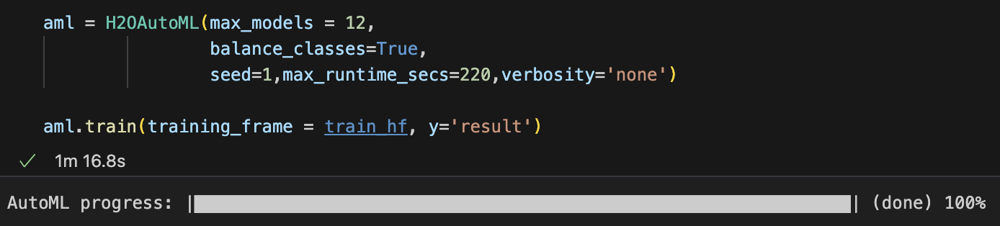 aml = H2OAutoML(max_models = 12,
balance_classes=True,
seed=1,max_runtime_secs=220,verbosity='none')
aml.train(training_frame = train_hf, y='result')
✓ 1m 16.8s
AutoML progress: || (done) 100%